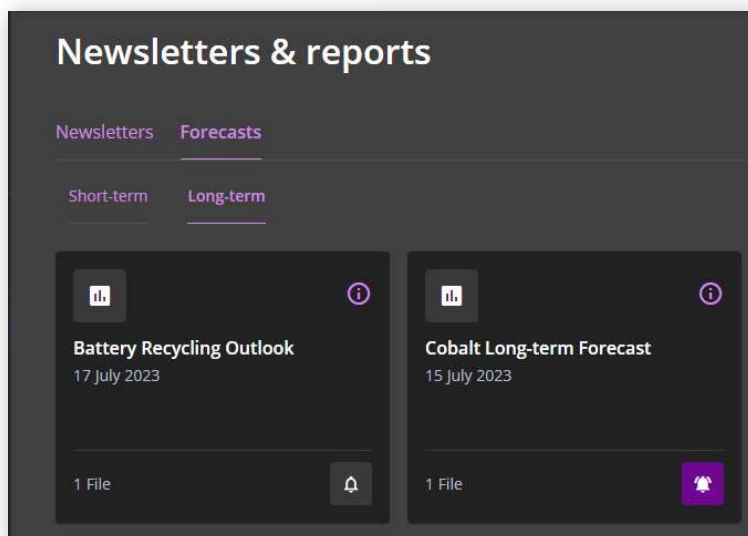 Newsletters & reports
Newsletters Forecasts
Short-term Long-term
Battery Recycling Outlook
17 July 2023
1 File
Cobalt Long-term Forecast
15 July 2023
1 File